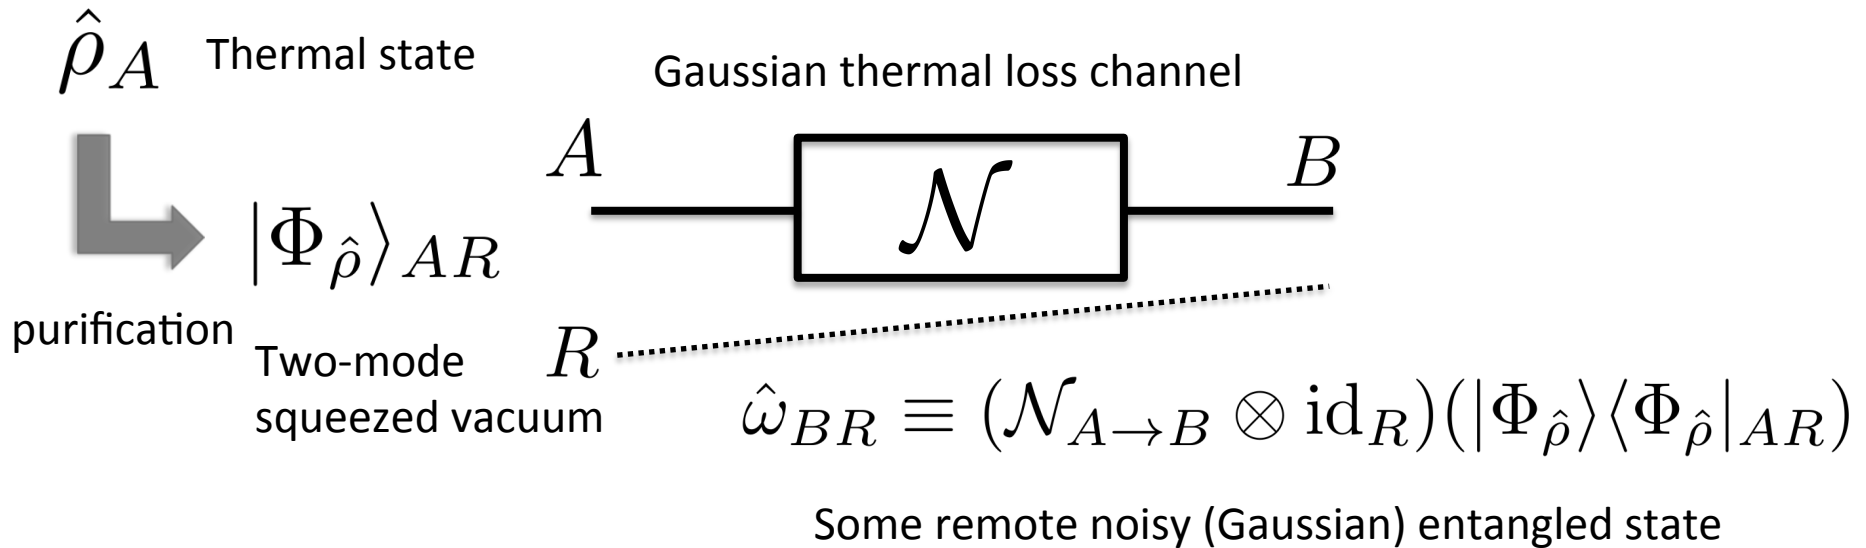 ρ̂_A Thermal state
Gaussian thermal loss channel
A
𝒩
B
|Φ_ρ̂⟩_AR
purification
Two-mode
squeezed vacuum
R
ω̂_BR ≡ (𝒩_A→B ⊗ id_R)(|Φ_ρ̂⟩⟨Φ_ρ̂|_AR)
Some remote noisy (Gaussian) entangled state